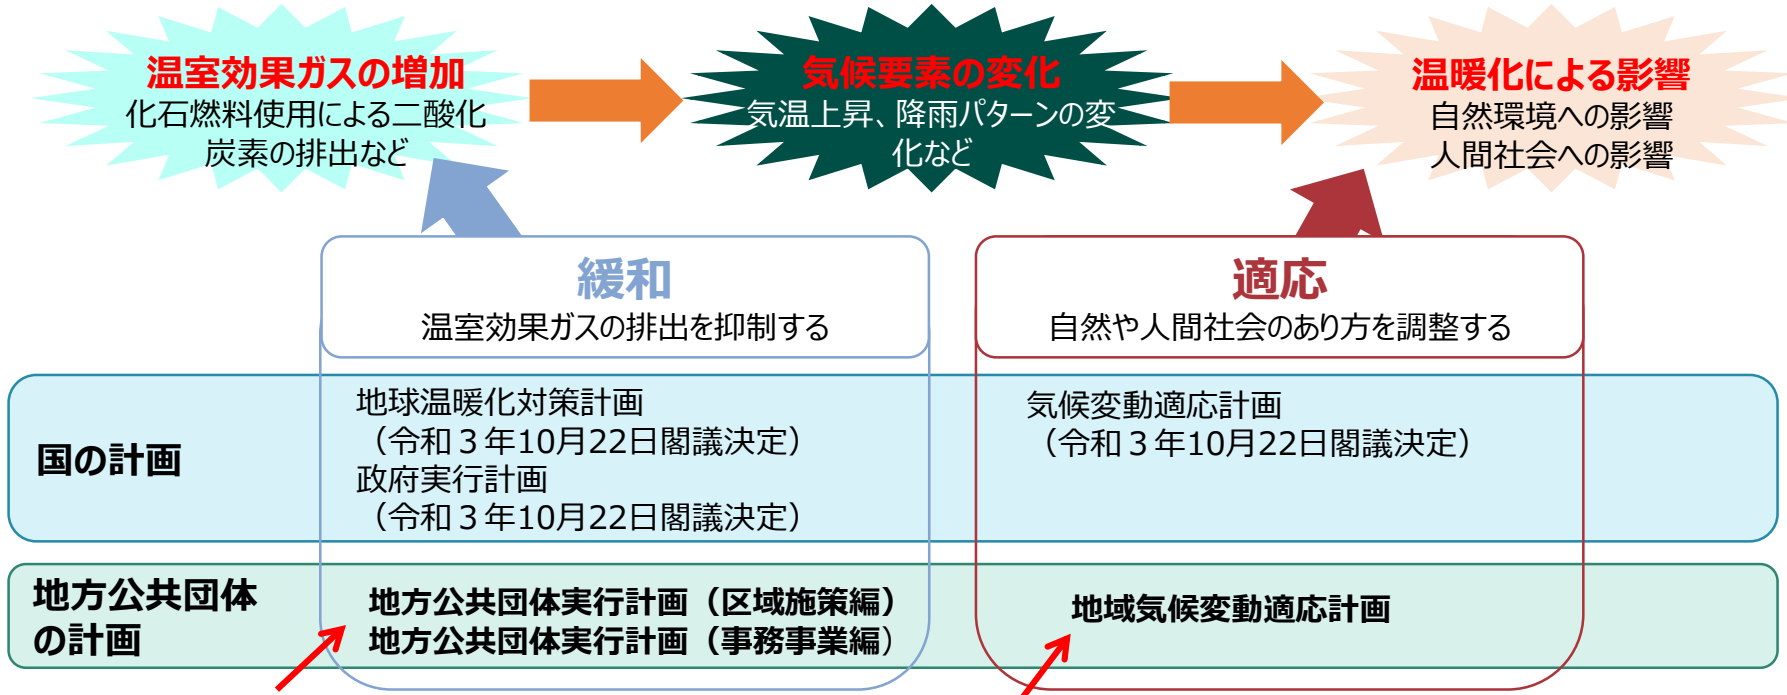 温室効果ガスの増加
化石燃料使用による二酸化
炭素の排出など
気候要素の変化
気温上昇、降雨パターンの変
化など
温暖化による影響
自然環境への影響
人間社会への影響
緩和
温室効果ガスの排出を抑制する
適応
自然や人間社会のあり方を調整する
国の計画
地球温暖化対策計画
（令和３年10月22日閣議決定）
政府実行計画
（令和３年10月22日閣議決定）
気候変動適応計画
（令和３年10月22日閣議決定）
地方公共団体
の計画
地方公共団体実行計画（区域施策編）
地方公共団体実行計画（事務事業編）
地域気候変動適応計画